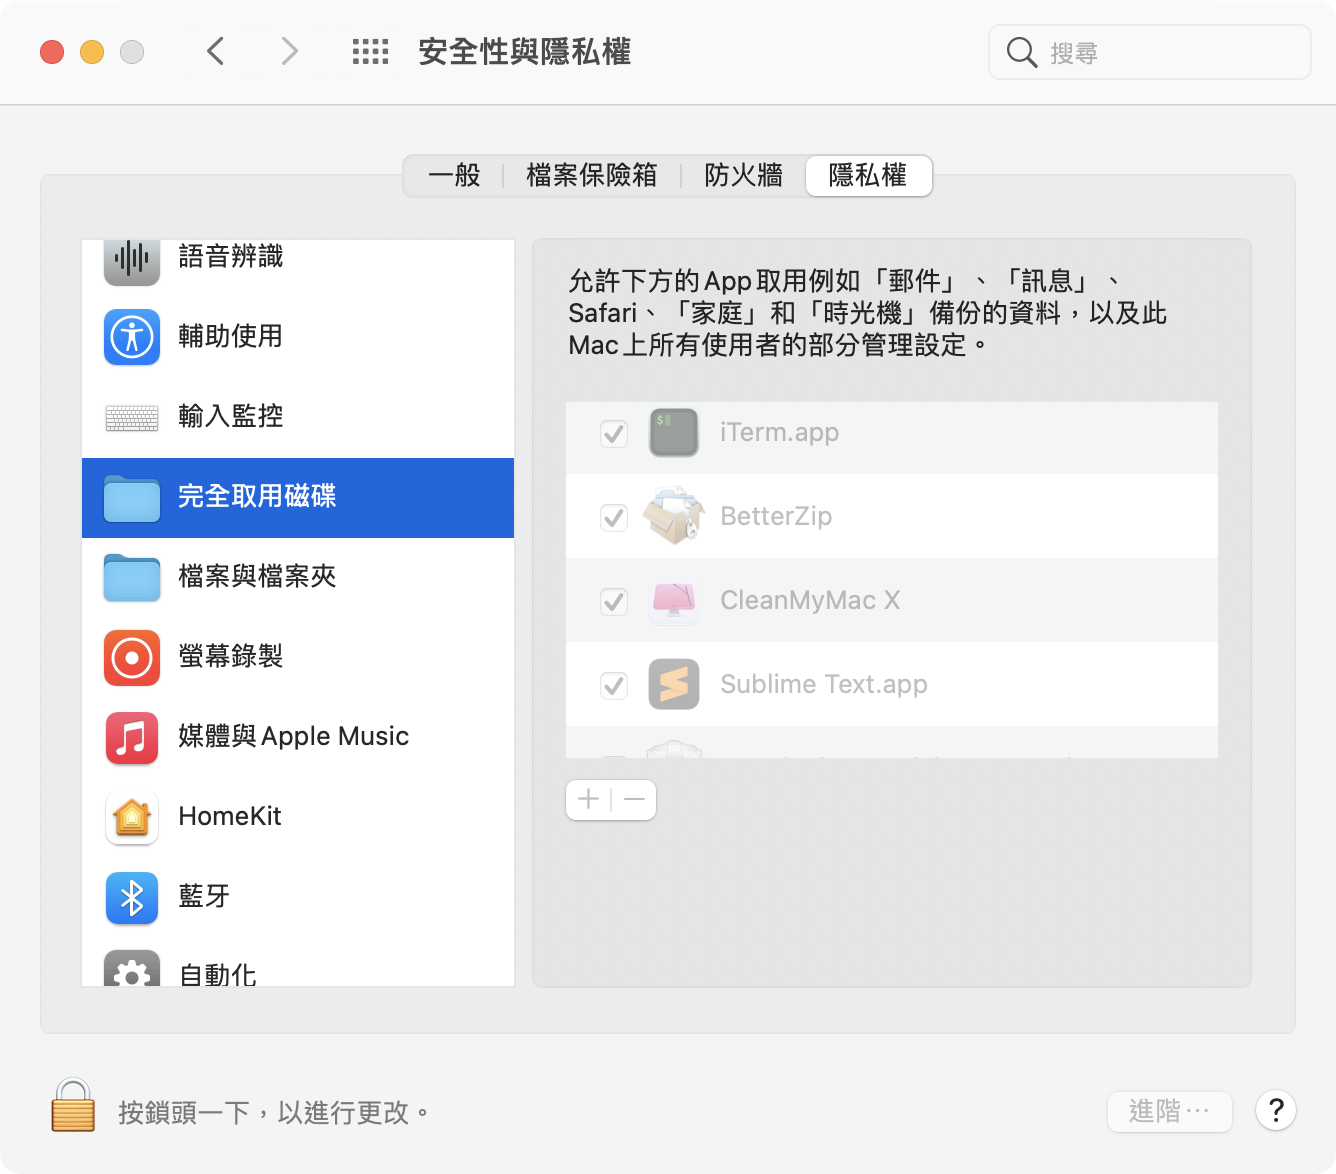 安全性與隱私權
搜尋
一般
檔案保險箱
防火牆
隱私權
語音辨識
輔助使用
輸入監控
完全取用磁碟
檔案與檔案夾
螢幕錄製
媒體與 Apple Music
HomeKit
藍牙
自動化
允許下方的 App 取用例如「郵件」、「訊息」、
Safari、「家庭」和「時光機」備份的資料，以及此
Mac 上所有使用者的部分管理設定。
$
iTerm.app
BetterZip
CleanMyMac X
Sublime Text.app
按鎖頭一下，以進行更改。
進階⋯
?